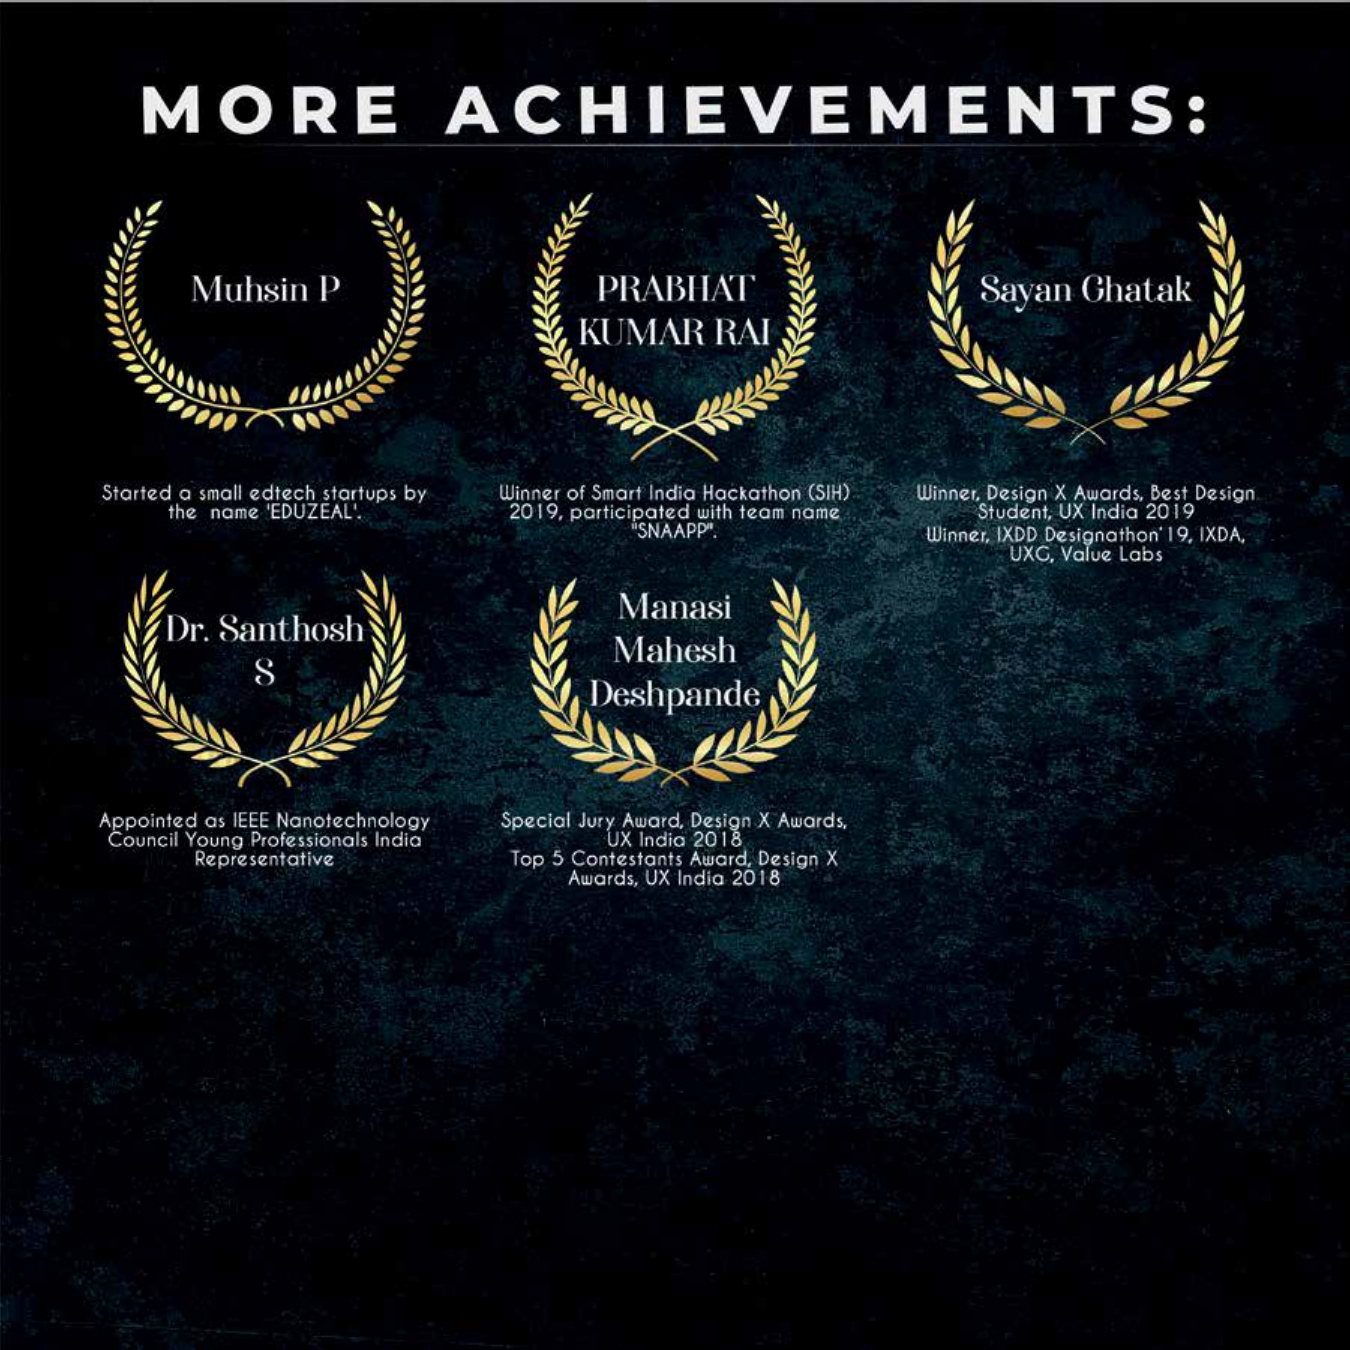 MORE ACHIEVEMENTS:
Muhsin P
Started a small edtech startups by
the name 'EDUZEAL'.
PRABHAT
KUMAR RAI
Winner of Smart India Hackathon (SIH)
2019, participated with team name
"SNAAPP".
Sayan Ghatak
Winner, Design X Awards, Best Design
Student, UX India 2019
Winner, IXDD Designathon'19, IXDA,
UXG, Value Labs
Dr. Santhosh
S
Appointed as IEEE Nanotechnology
Council Young Professionals India
Representative
Manasi
Mahesh
Deshpande
Special Jury Award, Design X Awards,
UX India 2018
Top 5 Contestants Award, Design X
Awards, UX India 2018